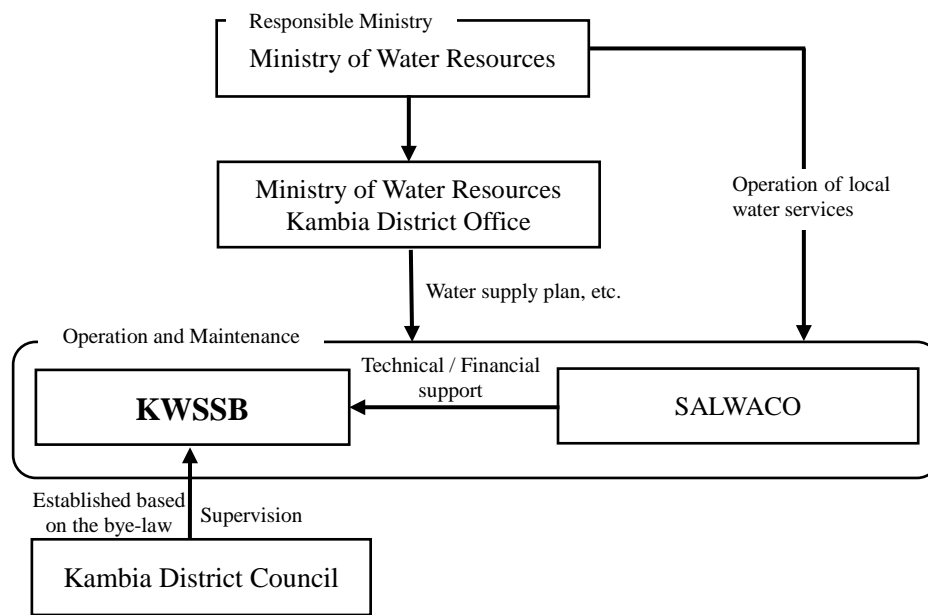 Responsible Ministry
Ministry of Water Resources
Ministry of Water Resources
Kambia District Office
Operation of local
water services
Water supply plan, etc.
Operation and Maintenance
Technical / Financial
support
KWSSB
SALWACO
Established based
on the bye-law
Supervision
Kambia District Council